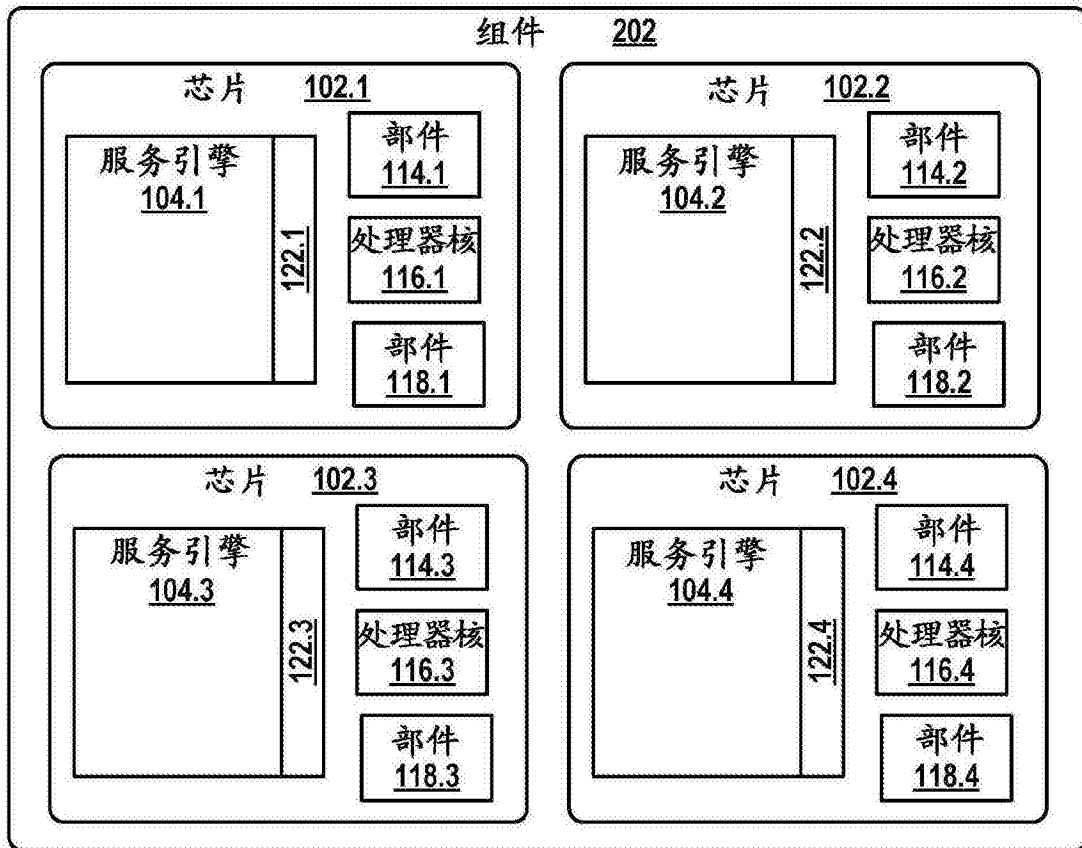 组件 202
芯片 102.1
服务引擎
104.1
122.1
部件
114.1
处理器核
116.1
部件
118.1
芯片 102.2
服务引擎
104.2
122.2
部件
114.2
处理器核
116.2
部件
118.2
芯片 102.3
服务引擎
104.3
122.3
部件
114.3
处理器核
116.3
部件
118.3
芯片 102.4
服务引擎
104.4
122.4
部件
114.4
处理器核
116.4
部件
118.4